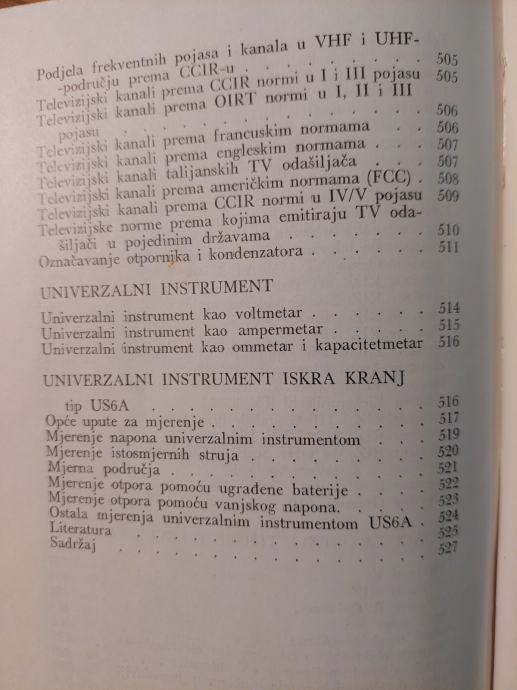 Podjela frekventnih pojasa i kanala u VHF i UHF-
-području prema CCIR-u . . . . . . . . 505
Televizijski kanali prema CCIR normi u I i III pojasu 505
Televizijski kanali prema OIRT normi u I, II i III
pojasu . . . . . . . . . . . . 506
Televizijski kanali prema francuskim normama . . 506
Televizijski kanali prema engleskim normama . . . 507
Televizijski kanali talijanskih TV odašiljača . . . 507
Televizijski kanali prema američkim normama (FCC) . 508
Televizijski kanali prema CCIR normi u IV/V pojasu 509
Televizijske norme prema kojima emitiraju TV oda-
šiljači u pojedinim državama . . . . . . 510
Označavanje otpornika i kondenzatora . . . . . 511
UNIVERZALNI INSTRUMENT
Univerzalni instrument kao voltmetar . . . . . 514
Univerzalni instrument kao ampermetar . . . . 515
Univerzalni instrument kao ommetar i kapacitetmetar 516
UNIVERZALNI INSTRUMENT ISKRA KRANJ
tip US6A . . . . . . . . . . . 516
Opće upute za mjerenje . . . . . . . . . 517
Mjerenje napona univerzalnim instrumentom . . . 519
Mjerenje istosmjernih struja . . . . . . . . 520
Mjerna područja . . . . . . . . . . 521
Mjerenje otpora pomoću ugrađene baterije . . . . 522
Mjerenje otpora pomoću vanjskog napona. . . . . 523
Ostala mjerenja univerzalnim instrumentom US6A . 524
Literatura . . . . . . . . . . . . 525
Sadržaj . . . . . . . . . . . . 527